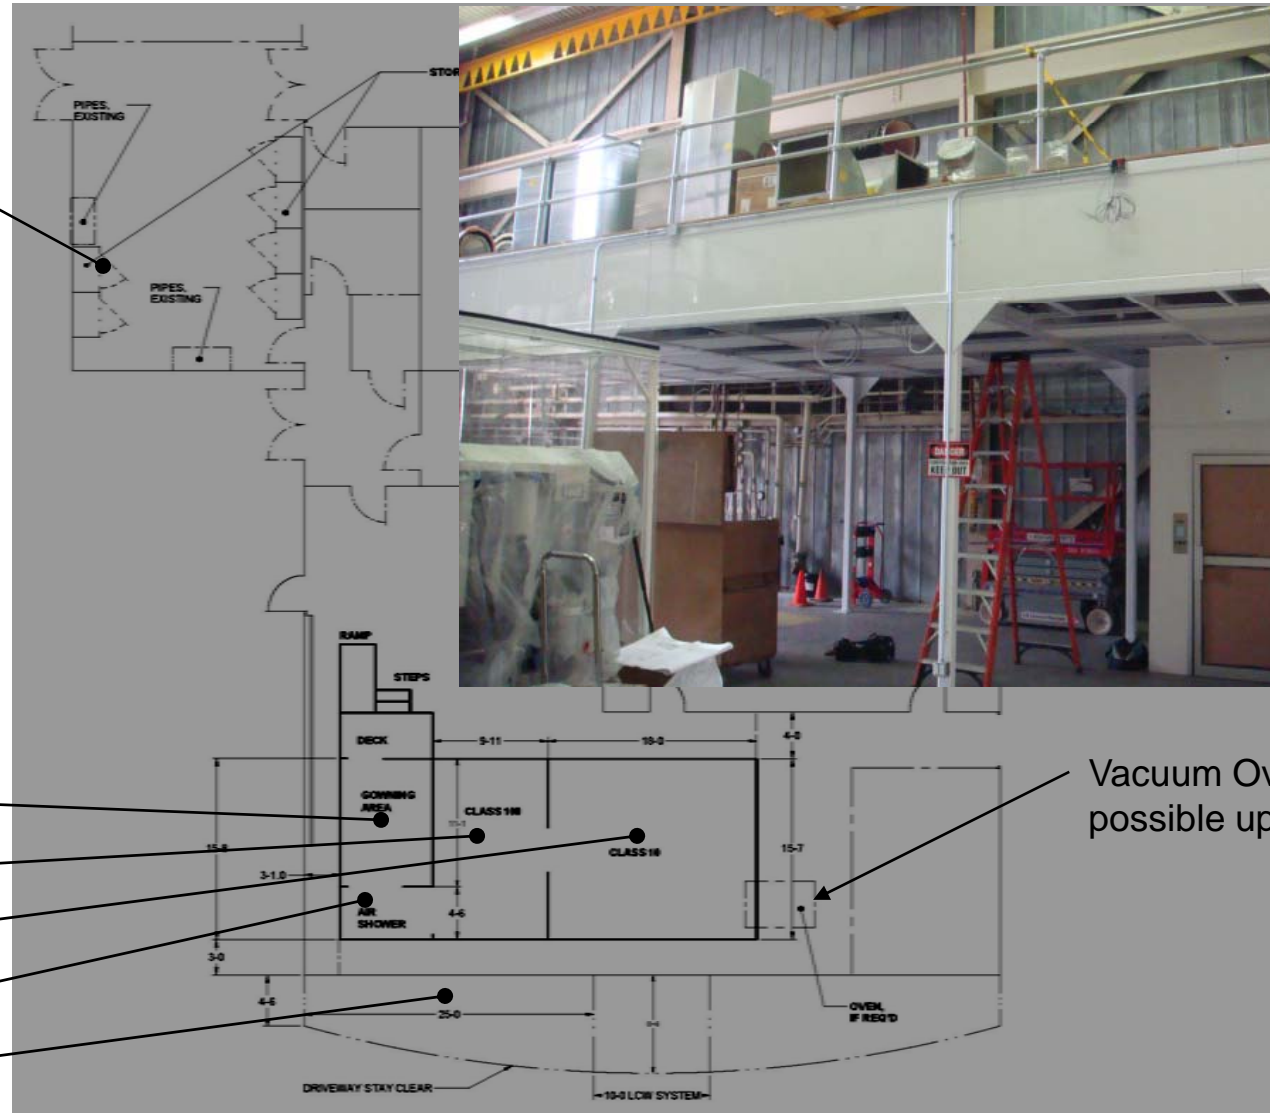 STOR
PIPES,
EXISTING
PIPES,
EXISTING
DANGER
KEEP OUT
RAMP
STEPS
DECK
9-11
18-0
4-0
GOWNING
AREA
CLASS 100
11-1
CLASS 10
15-8
15-7
3-1.0
AIR
SHOWER
4-6
3-0
4-6
25-0
OVEN,
IF REQ'D
DRIVEWAY STAY CLEAR
10-0 LCW SYSTEM
Vacuum Ov
possible up